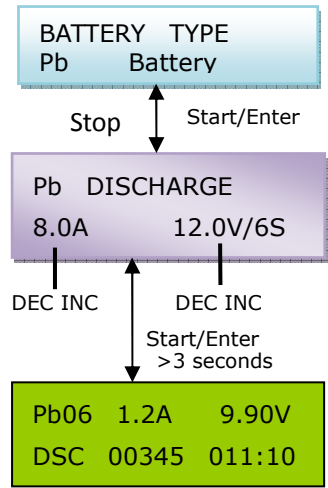 BATTERY TYPE
Pb Battery
Stop Start/Enter
Pb DISCHARGE
8.0A 12.0V/6S
DEC INC DEC INC
Start/Enter
>3 seconds
Pb06 1.2A 9.90V
DSC 00345 011:10